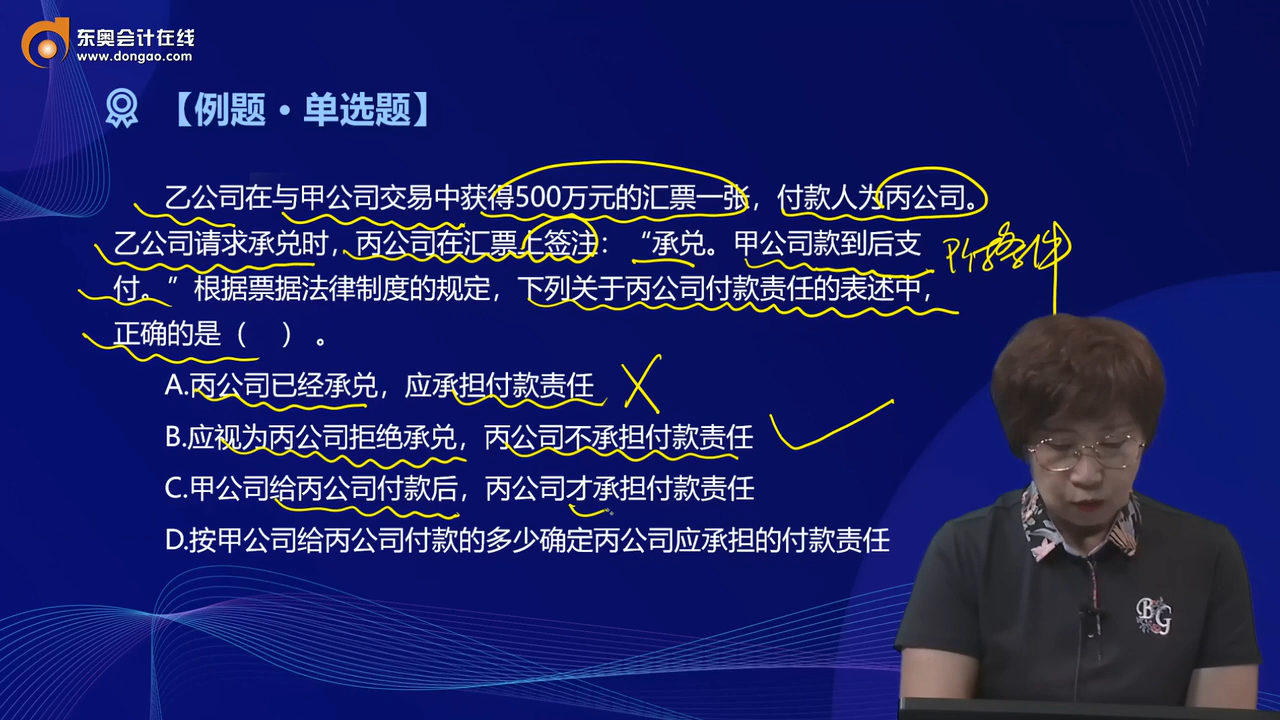 东奥会计在线
www.dongao.com
【例题·单选题】
乙公司在与甲公司交易中获得500万元的汇票一张，付款人为丙公司。
乙公司请求承兑时，丙公司在汇票上签注：“承兑。甲公司款到后支
付。”根据票据法律制度的规定，下列关于丙公司付款责任的表述中，
正确的是（ ）。
A.丙公司已经承兑，应承担付款责任
B.应视为丙公司拒绝承兑，丙公司不承担付款责任
C.甲公司给丙公司付款后，丙公司才承担付款责任
D.按甲公司给丙公司付款的多少确定丙公司应承担的付款责任
附条件
BG